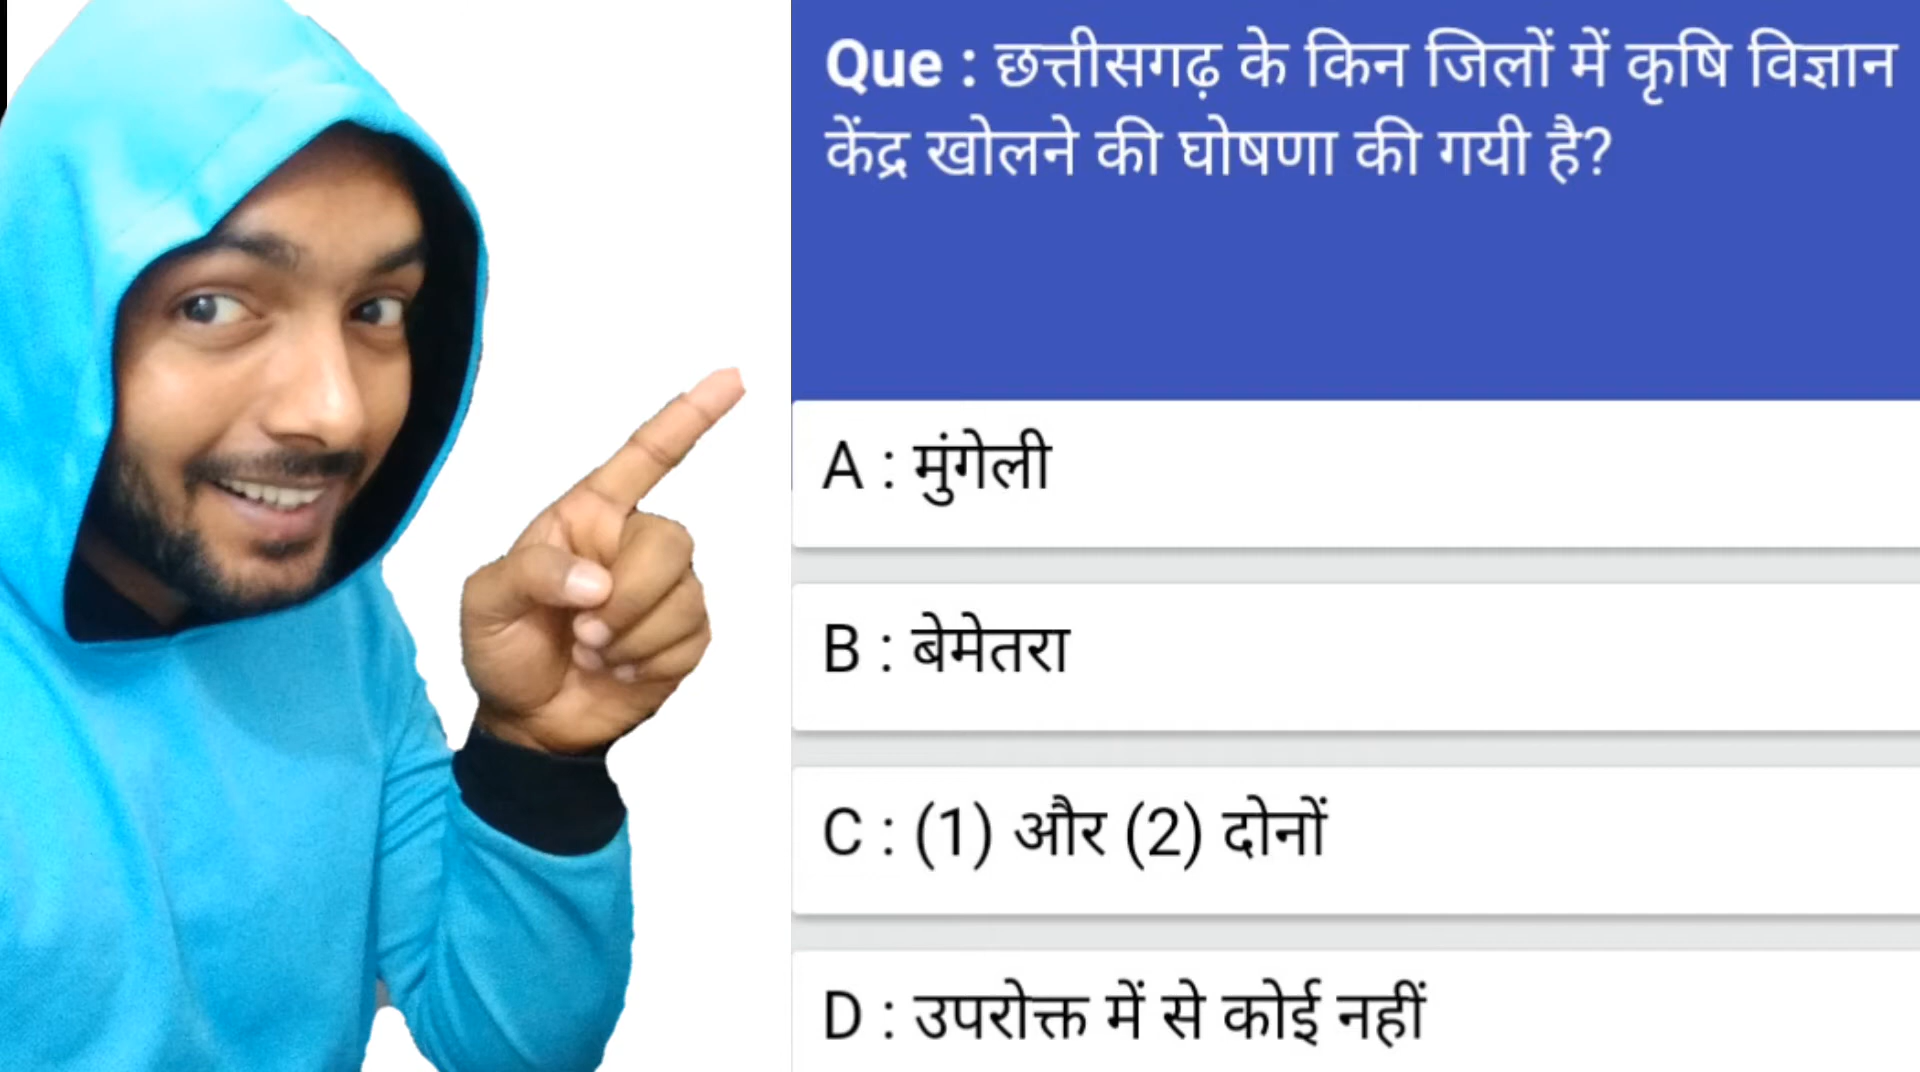 Que : छत्तीसगढ़ के किन जिलों में कृषि विज्ञान
केंद्र खोलने की घोषणा की गयी है?
A : मुंगेली
B : बेमेतरा
C : (1) और (2) दोनों
D : उपरोक्त में से कोई नहीं